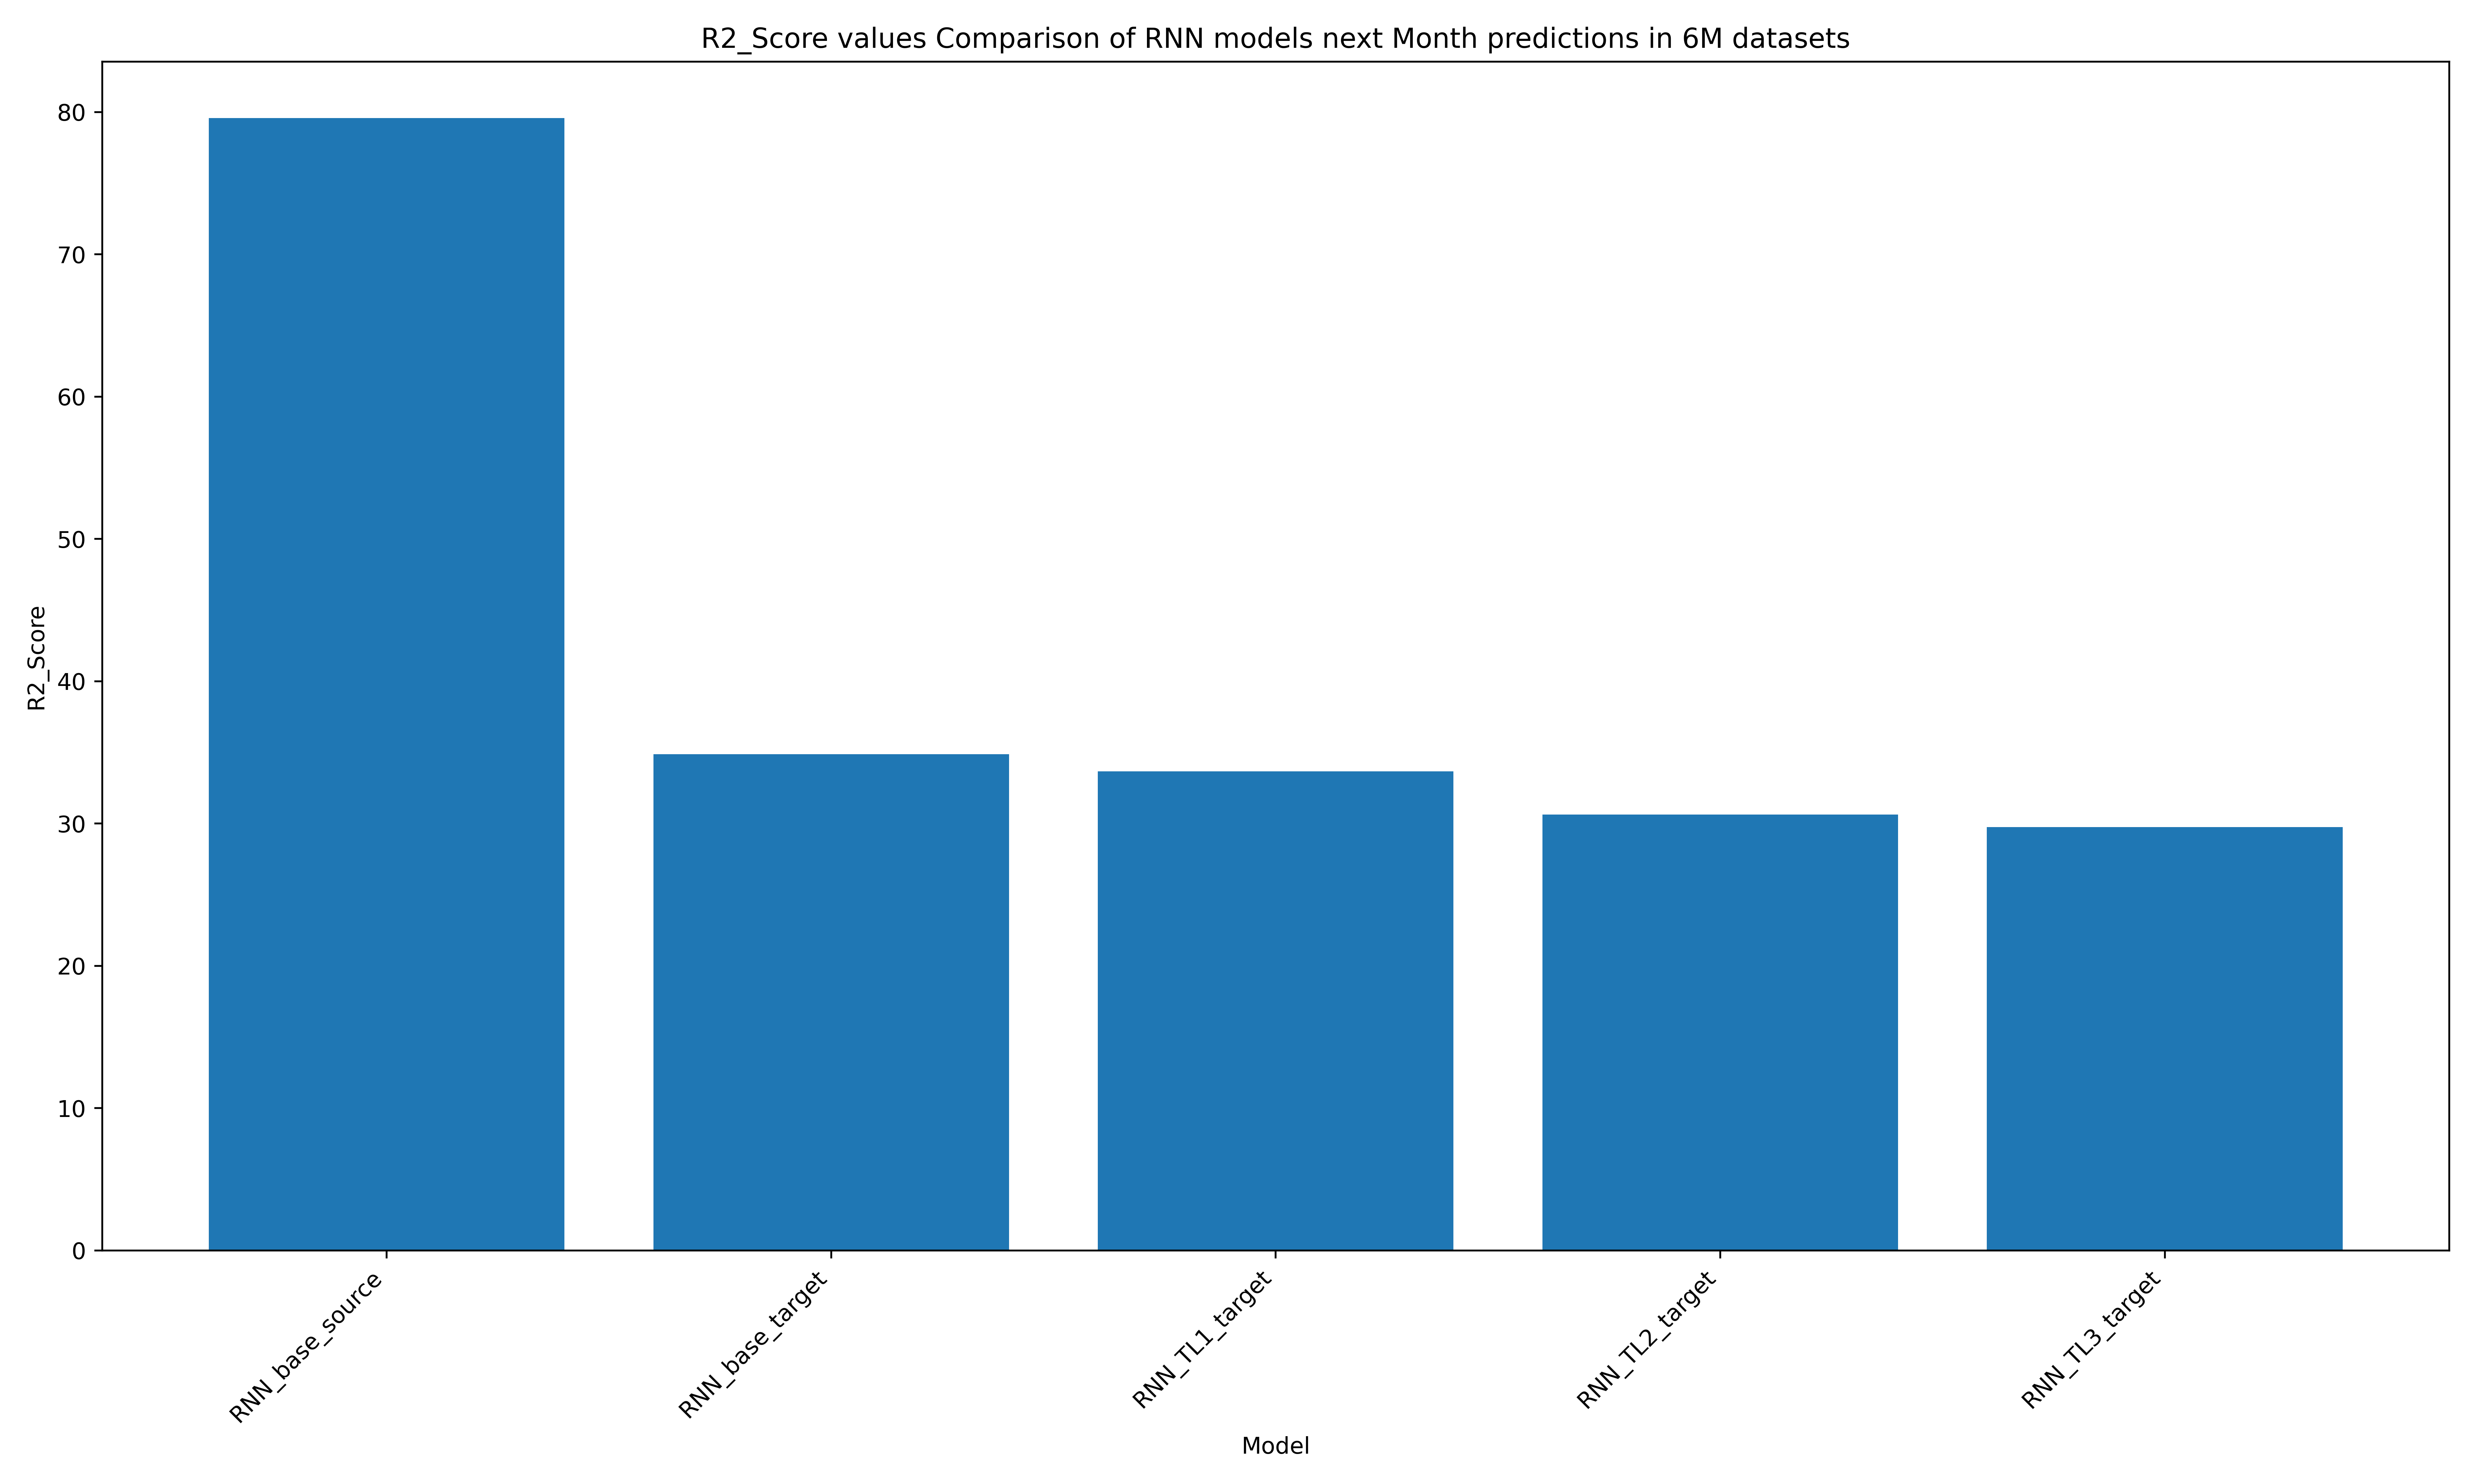 R2_Score values Comparison of RNN models next Month predictions in 6M datasets
80
70
60
50
40
30
20
10
0
R2_Score
RNN_base_source
RNN_base_target
RNN_TL1_target
RNN_TL2_target
RNN_TL3_target
Model